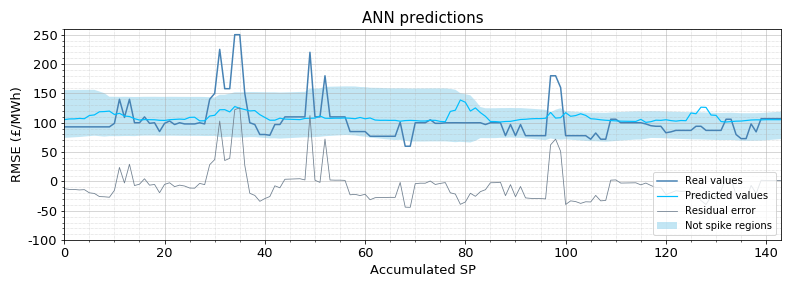 ANN predictions
RMSE (£/MWh)
250
200
150
100
50
0
-50
-100
0 20 40 60 80 100 120 140
Accumulated SP
Real values
Predicted values
Residual error
Not spike regions